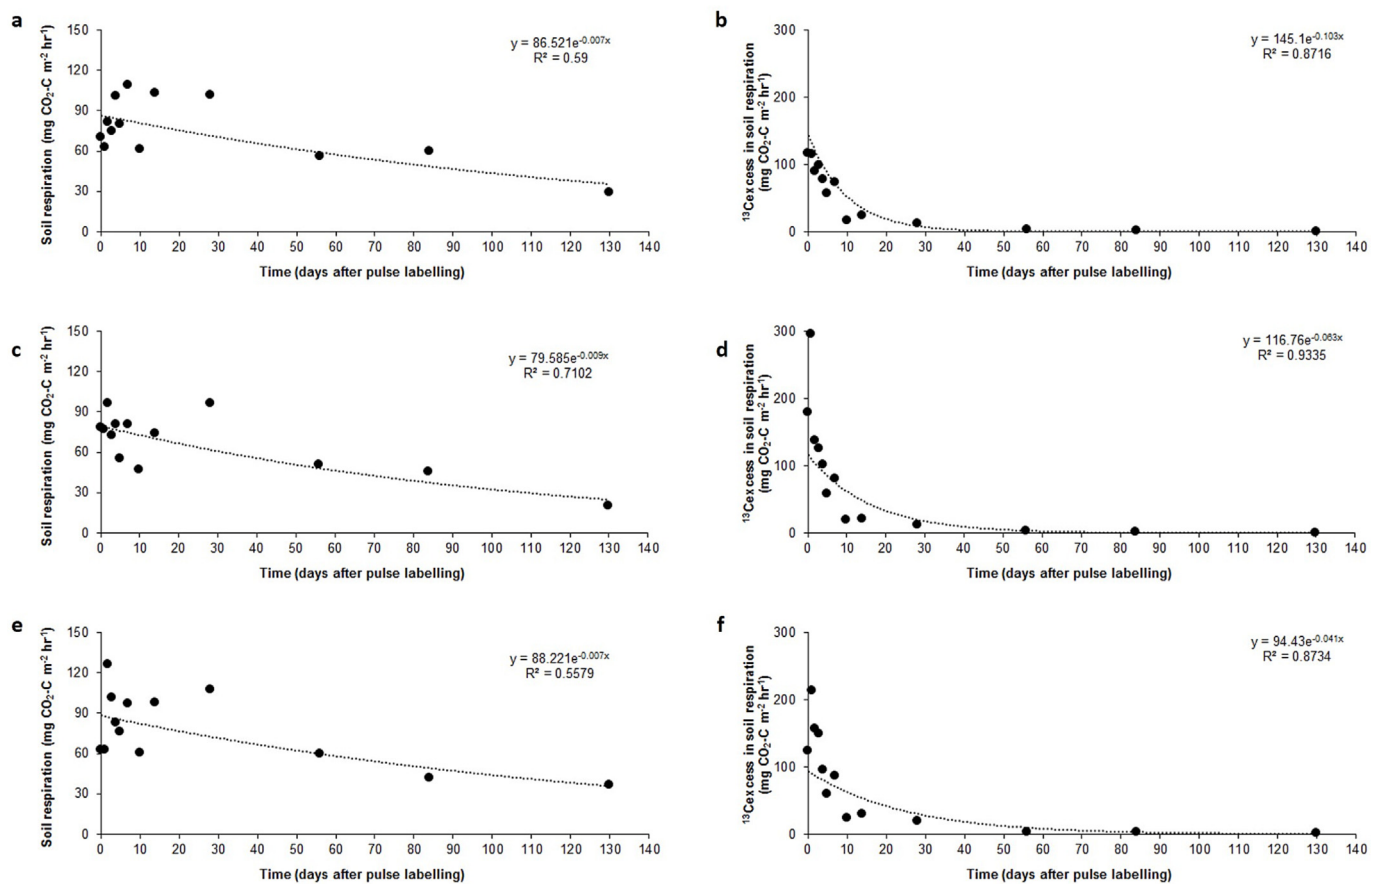 a
Soil respiration (mg CO₂-C m⁻² hr⁻¹)
150
120
90
60
30
0
y = 86.521e⁻⁰·⁰⁰⁷ˣ
R² = 0.59
0 10 20 30 40 50 60 70 80 90 100 110 120 130 140
Time (days after pulse labelling)
b
¹³Cexcess in soil respiration
(mg CO₂-C m⁻² hr⁻¹)
300
200
100
0
y = 145.1e⁻⁰·¹⁰³ˣ
R² = 0.8716
0 10 20 30 40 50 60 70 80 90 100 110 120 130 140
Time (days after pulse labelling)
c
Soil respiration (mg CO₂-C m⁻² hr⁻¹)
150
120
90
60
30
0
y = 79.585e⁻⁰·⁰⁰⁹ˣ
R² = 0.7102
0 10 20 30 40 50 60 70 80 90 100 110 120 130 140
Time (days after pulse labelling)
d
¹³Cexcess in soil respiration
(mg CO₂-C m⁻² hr⁻¹)
300
200
100
0
y = 116.76e⁻⁰·⁰⁶³ˣ
R² = 0.9335
0 10 20 30 40 50 60 70 80 90 100 110 120 130 140
Time (days after pulse labelling)
e
Soil respiration (mg CO₂-C m⁻² hr⁻¹)
150
120
90
60
30
0
y = 88.221e⁻⁰·⁰⁰⁷ˣ
R² = 0.5579
0 10 20 30 40 50 60 70 80 90 100 110 120 130 140
Time (days after pulse labelling)
f
¹³Cexcess in soil respiration
(mg CO₂-C m⁻² hr⁻¹)
300
200
100
0
y = 94.43e⁻⁰·⁰⁴¹ˣ
R² = 0.8734
0 10 20 30 40 50 60 70 80 90 100 110 120 130 140
Time (days after pulse labelling)